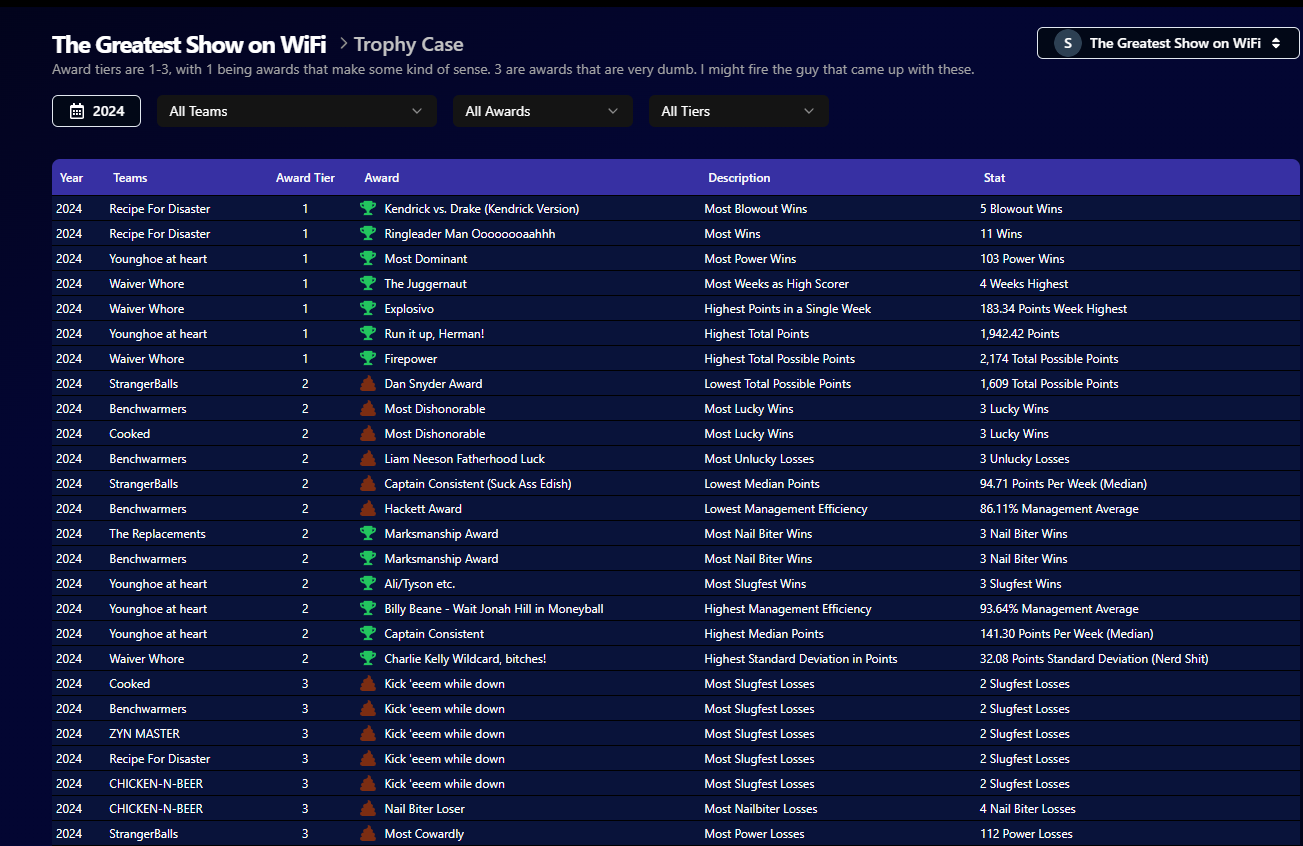 The Greatest Show on WiFi > Trophy Case
S The Greatest Show on WiFi
Award tiers are 1-3, with 1 being awards that make some kind of sense. 3 are awards that are very dumb. I might fire the guy that came up with these.
2024 All Teams All Awards All Tiers
Year Teams Award Tier Award Description Stat
2024 Recipe For Disaster 1 Kendrick vs. Drake (Kendrick Version) Most Blowout Wins 5 Blowout Wins
2024 Recipe For Disaster 1 Ringleader Man Oooooooaahhh Most Wins 11 Wins
2024 Younghoe at heart 1 Most Dominant Most Power Wins 103 Power Wins
2024 Waiver Whore 1 The Juggernaut Most Weeks as High Scorer 4 Weeks Highest
2024 Waiver Whore 1 Explosivo Highest Points in a Single Week 183.34 Points Week Highest
2024 Younghoe at heart 1 Run it up, Herman! Highest Total Points 1,942.42 Points
2024 Waiver Whore 1 Firepower Highest Total Possible Points 2,174 Total Possible Points
2024 StrangerBalls 2 Dan Snyder Award Lowest Total Possible Points 1,609 Total Possible Points
2024 Benchwarmers 2 Most Dishonorable Most Lucky Wins 3 Lucky Wins
2024 Cooked 2 Most Dishonorable Most Lucky Wins 3 Lucky Wins
2024 Benchwarmers 2 Liam Neeson Fatherhood Luck Most Unlucky Losses 3 Unlucky Losses
2024 StrangerBalls 2 Captain Consistent (Suck Ass Edish) Lowest Median Points 94.71 Points Per Week (Median)
2024 Benchwarmers 2 Hackett Award Lowest Management Efficiency 86.11% Management Average
2024 The Replacements 2 Marksmanship Award Most Nail Biter Wins 3 Nail Biter Wins
2024 Benchwarmers 2 Marksmanship Award Most Nail Biter Wins 3 Nail Biter Wins
2024 Younghoe at heart 2 Ali/Tyson etc. Most Slugfest Wins 3 Slugfest Wins
2024 Younghoe at heart 2 Billy Beane - Wait Jonah Hill in Moneyball Highest Management Efficiency 93.64% Management Average
2024 Younghoe at heart 2 Captain Consistent Highest Median Points 141.30 Points Per Week (Median)
2024 Waiver Whore 2 Charlie Kelly Wildcard, bitches! Highest Standard Deviation in Points 32.08 Points Standard Deviation (Nerd Shit)
2024 Cooked 3 Kick 'eeem while down Most Slugfest Losses 2 Slugfest Losses
2024 Benchwarmers 3 Kick 'eeem while down Most Slugfest Losses 2 Slugfest Losses
2024 ZYN MASTER 3 Kick 'eeem while down Most Slugfest Losses 2 Slugfest Losses
2024 Recipe For Disaster 3 Kick 'eeem while down Most Slugfest Losses 2 Slugfest Losses
2024 CHICKEN-N-BEER 3 Kick 'eeem while down Most Slugfest Losses 2 Slugfest Losses
2024 CHICKEN-N-BEER 3 Nail Biter Loser Most Nailbiter Losses 4 Nail Biter Losses
2024 StrangerBalls 3 Most Cowardly Most Power Losses 112 Power Losses